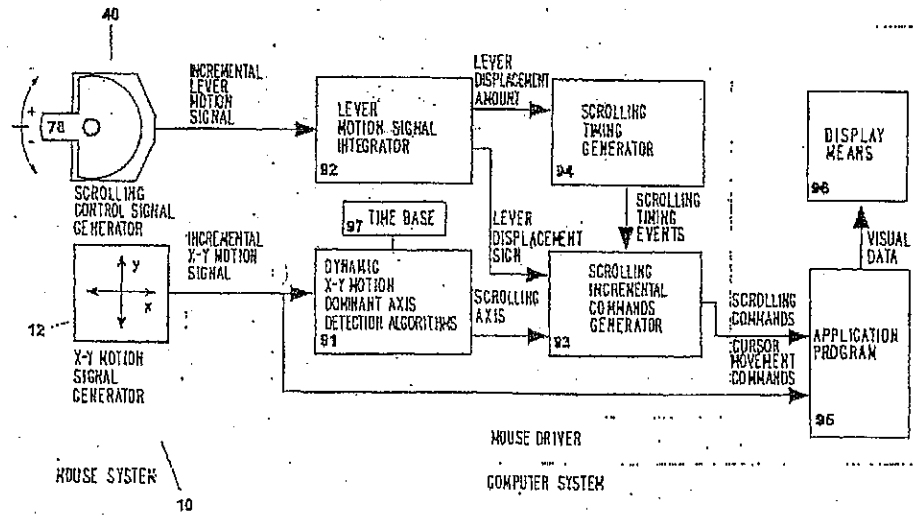 40
78
+
-
SCROLLING
CONTROL SIGNAL
GENERATOR
INCREMENTAL
LEVER
MOTION
SIGNAL
LEVER
MOTION SIGNAL
INTEGRATOR
92
LEVER
DISPLACEMENT
AMOUNT
SCROLLING
TIMING
GENERATOR
94
DISPLAY
MEANS
96
97 TIME BASE
LEVER
DISPLACEMENT
SIGN
SCROLLING
TIMING
EVENTS
VISUAL
DATA
y
x
12
X-Y MOTION
SIGNAL
GENERATOR
INCREMENTAL
X-Y MOTION
SIGNAL
DYNAMIC
X-Y MOTION
DOMINANT AXIS
DETECTION ALGORITHMS
91
SCROLLING
AXIS
SCROLLING
INCREMENTAL
COMMANDS
GENERATOR
93
SCROLLING
COMMANDS
CURSOR
MOVEMENT
COMMANDS
APPLICATION
PROGRAM
95
MOUSE DRIVER
MOUSE SYSTEM
10
COMPUTER SYSTEM